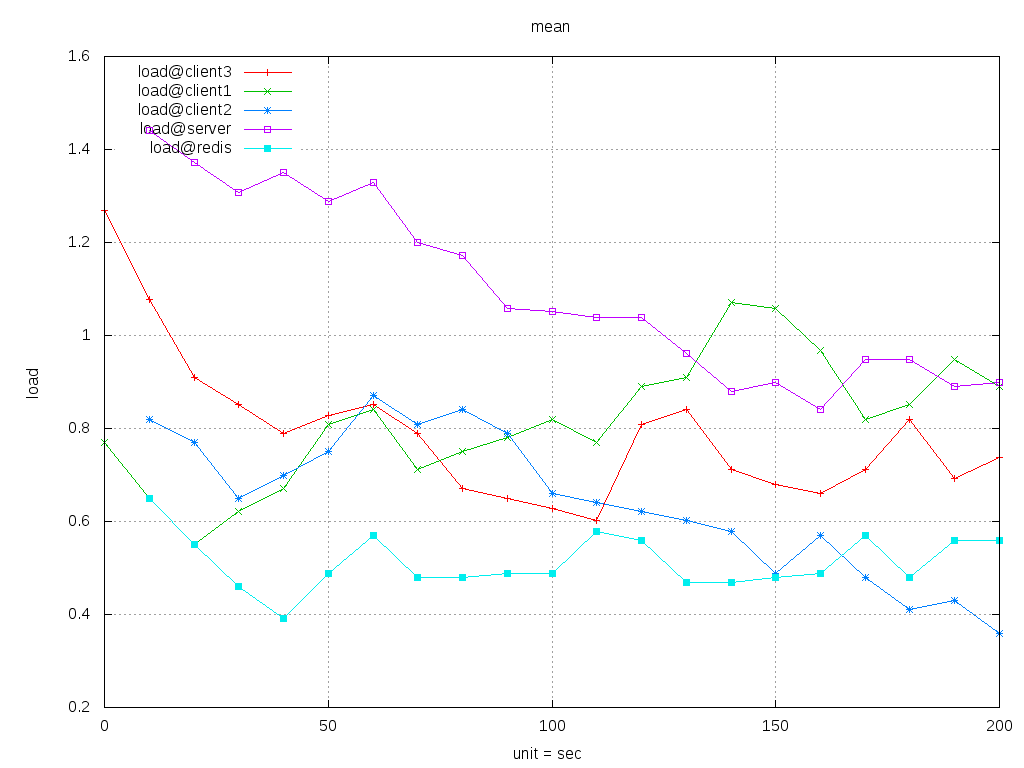 mean
1.6
1.4
1.2
1
0.8
0.6
0.4
0.2
load
load@client3
load@client1
load@client2
load@server
load@redis
0 50 100 150 200
unit = sec